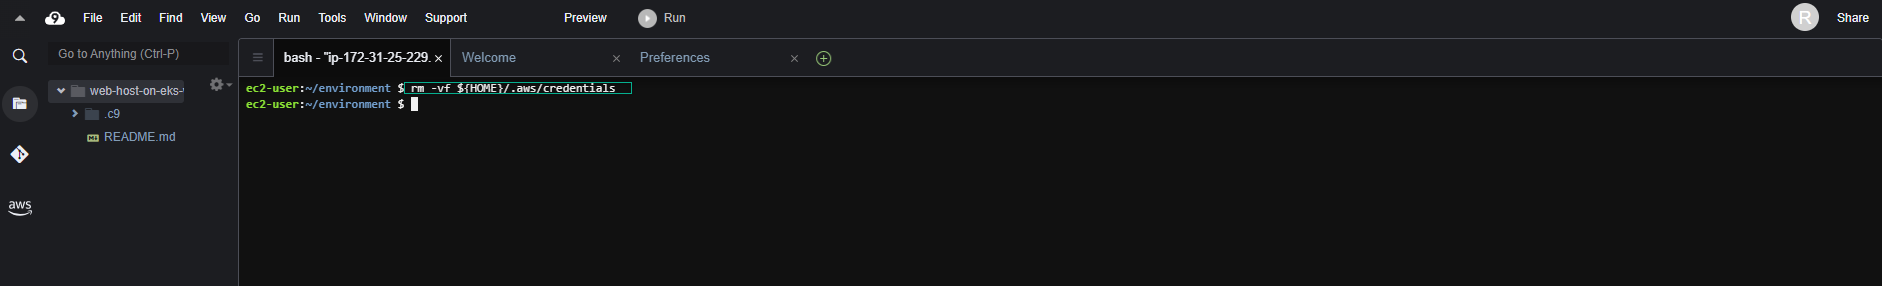 9 File Edit Find View Go Run Tools Window Support Preview Run R Share
Go to Anything (Ctrl-P)
bash - "ip-172-31-25-229. × Welcome × Preferences ×
web-host-on-eks-
.c9
README.md
aws
ec2-user:~/environment $ rm -vf ${HOME}/.aws/credentials
ec2-user:~/environment $